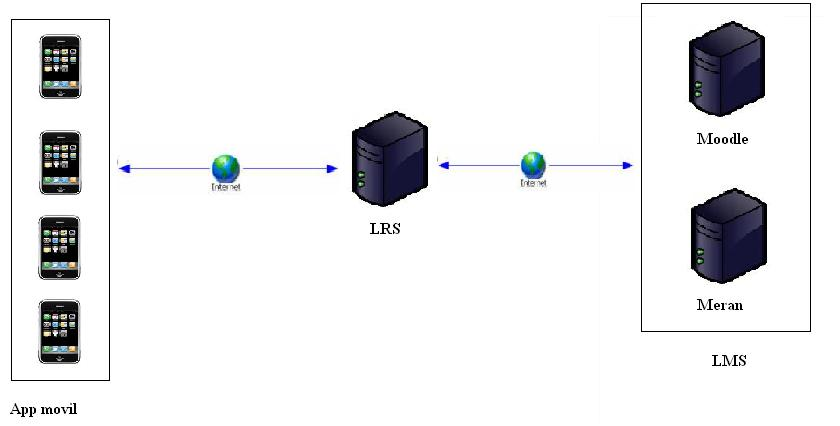 Moodle
Internet
Internet
LRS
Meran
LMS
App movil